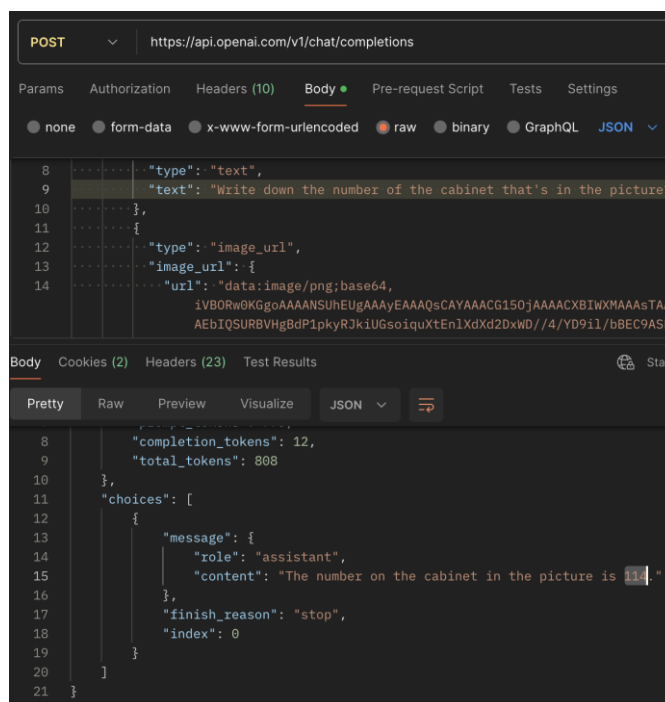 POST https://api.openai.com/v1/chat/completions
Params Authorization Headers (10) Body Pre-request Script Tests Settings
none form-data x-www-form-urlencoded raw binary GraphQL JSON
8 "type": "text",
9 "text": "Write down the number of the cabinet that's in the picture
10 },
11 {
12 "type": "image_url",
13 "image_url": {
14 "url": "data:image/png;base64,
iVBORw0KGgoAAAANSUhEUgAAAyEAAAQsCAYAAACG15OjAAAACXBIWXMAAAsTA
AEbIQSURBVHgBdP1pkyRJkiUGsoiquXtEnlXdXd2DxWD//4/YD9il/bBEC9AS
Body Cookies (2) Headers (23) Test Results Sta
Pretty Raw Preview Visualize JSON
8 "completion_tokens": 12,
9 "total_tokens": 808
10 },
11 "choices": [
12 {
13 "message": {
14 "role": "assistant",
15 "content": "The number on the cabinet in the picture is 114."
16 },
17 "finish_reason": "stop",
18 "index": 0
19 }
20 ]
21 }